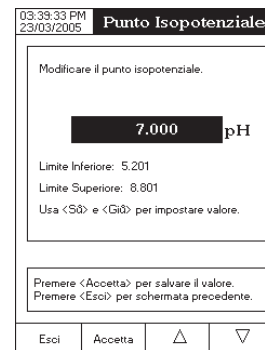 03:39:33 PM
23/03/2005
Punto Isopotenziale
Modificare il punto isopotenziale.
7.000 pH
Limite Inferiore: 5.201
Limite Superiore: 8.801
Usa <Sû> e <Giû> per impostare valore.
Premere <Accetta> per salvare il valore.
Premere <Esci> per schermata precedente.
Esci Accetta △ ▽